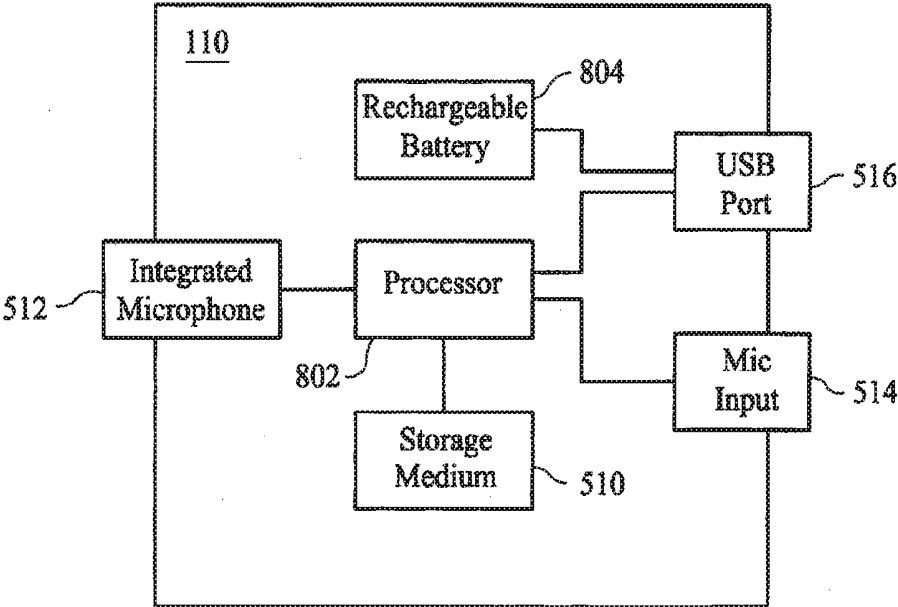 110
804
Rechargeable
Battery
USB
Port
516
Integrated
Microphone
512
Processor
802
Mic
Input
514
Storage
Medium
510